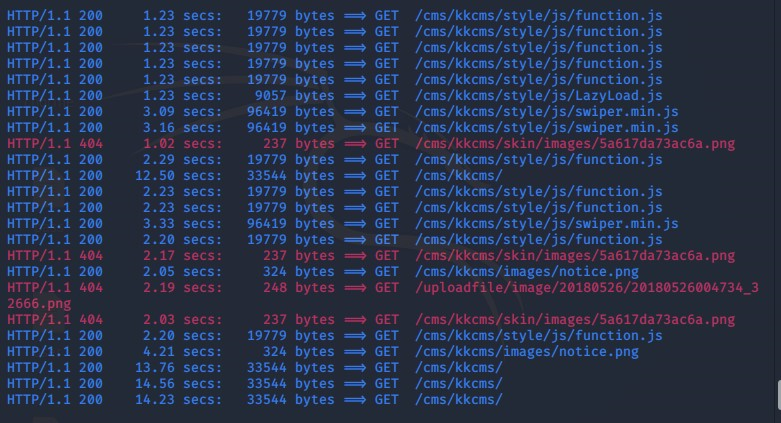 HTTP/1.1 200     1.23 secs:   19779 bytes ==> GET  /cms/kkcms/style/js/function.js
HTTP/1.1 200     1.23 secs:   19779 bytes ==> GET  /cms/kkcms/style/js/function.js
HTTP/1.1 200     1.23 secs:   19779 bytes ==> GET  /cms/kkcms/style/js/function.js
HTTP/1.1 200     1.23 secs:   19779 bytes ==> GET  /cms/kkcms/style/js/function.js
HTTP/1.1 200     1.23 secs:   19779 bytes ==> GET  /cms/kkcms/style/js/function.js
HTTP/1.1 200     1.23 secs:    9057 bytes ==> GET  /cms/kkcms/style/js/LazyLoad.js
HTTP/1.1 200     3.09 secs:   96419 bytes ==> GET  /cms/kkcms/style/js/swiper.min.js
HTTP/1.1 200     3.16 secs:   96419 bytes ==> GET  /cms/kkcms/style/js/swiper.min.js
HTTP/1.1 404     1.02 secs:     237 bytes ==> GET  /cms/kkcms/skin/images/5a617da73ac6a.png
HTTP/1.1 200     2.29 secs:   19779 bytes ==> GET  /cms/kkcms/style/js/function.js
HTTP/1.1 200    12.50 secs:   33544 bytes ==> GET  /cms/kkcms/
HTTP/1.1 200     2.23 secs:   19779 bytes ==> GET  /cms/kkcms/style/js/function.js
HTTP/1.1 200     2.23 secs:   19779 bytes ==> GET  /cms/kkcms/style/js/function.js
HTTP/1.1 200     3.33 secs:   96419 bytes ==> GET  /cms/kkcms/style/js/swiper.min.js
HTTP/1.1 200     2.20 secs:   19779 bytes ==> GET  /cms/kkcms/style/js/function.js
HTTP/1.1 404     2.17 secs:     237 bytes ==> GET  /cms/kkcms/skin/images/5a617da73ac6a.png
HTTP/1.1 200     2.05 secs:     324 bytes ==> GET  /cms/kkcms/images/notice.png
HTTP/1.1 404     2.19 secs:     248 bytes ==> GET  /uploadfile/image/20180526/20180526004734_3
2666.png
HTTP/1.1 404     2.03 secs:     237 bytes ==> GET  /cms/kkcms/skin/images/5a617da73ac6a.png
HTTP/1.1 200     2.20 secs:   19779 bytes ==> GET  /cms/kkcms/style/js/function.js
HTTP/1.1 200     4.21 secs:     324 bytes ==> GET  /cms/kkcms/images/notice.png
HTTP/1.1 200    13.76 secs:   33544 bytes ==> GET  /cms/kkcms/
HTTP/1.1 200    14.56 secs:   33544 bytes ==> GET  /cms/kkcms/
HTTP/1.1 200    14.23 secs:   33544 bytes ==> GET  /cms/kkcms/